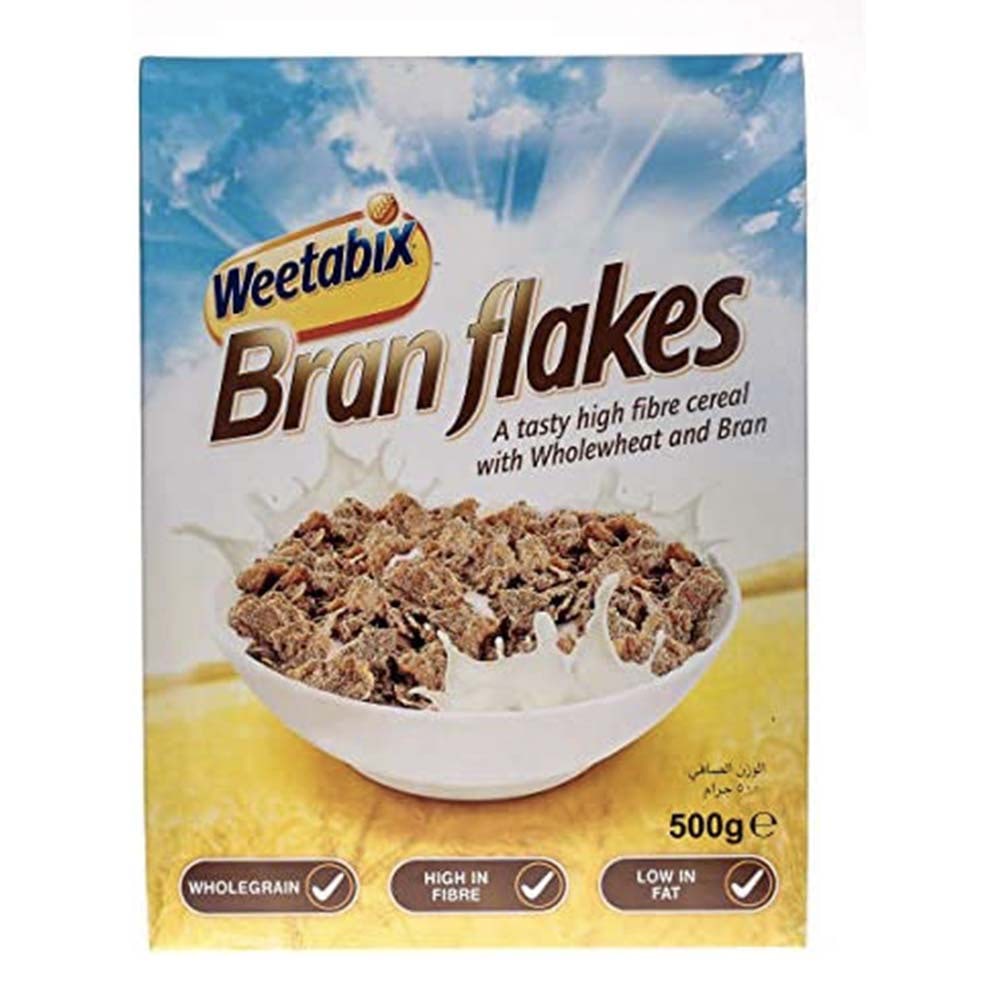 Weetabix
Bran flakes
A tasty high fibre cereal
with Wholewheat and Bran
الوزن الصافي
٥٠٠ جرام
500g ℮
WHOLEGRAIN
HIGH IN
FIBRE
LOW IN
FAT